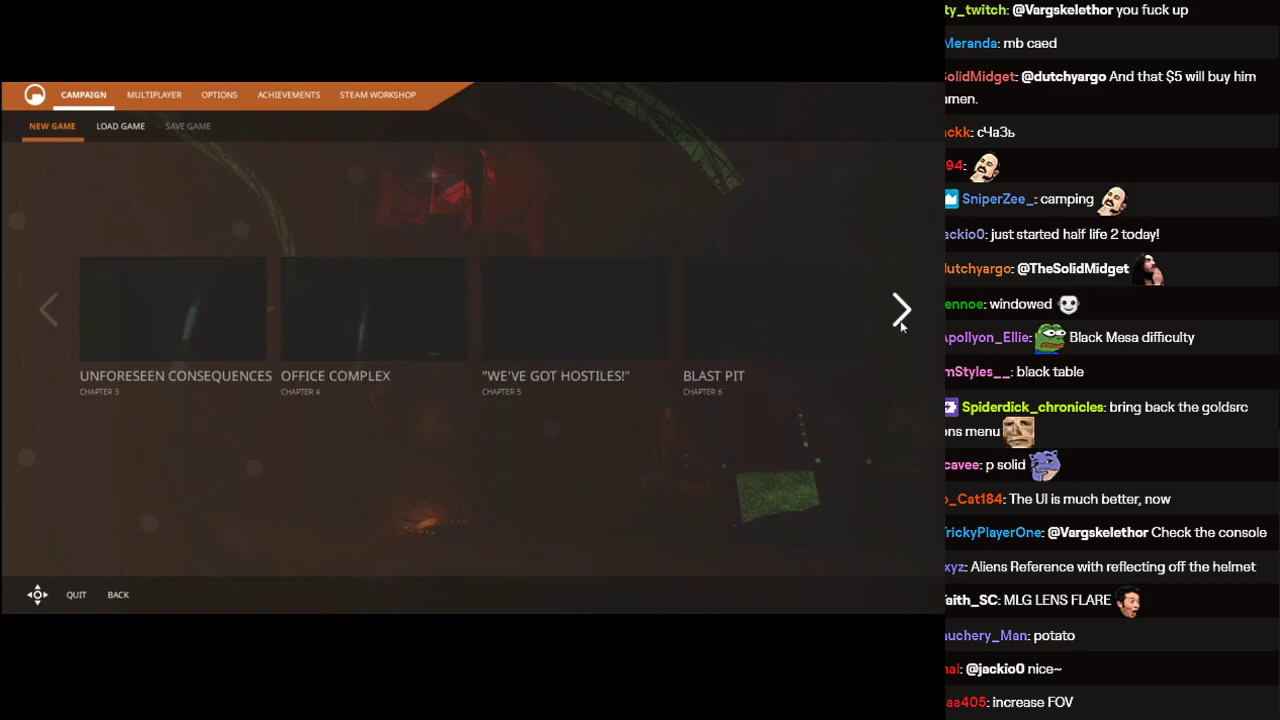 CAMPAIGN MULTIPLAYER OPTIONS ACHIEVEMENTS STEAM WORKSHOP
NEW GAME LOAD GAME SAVE GAME
UNFORESEEN CONSEQUENCES
CHAPTER 3
OFFICE COMPLEX
CHAPTER 4
"WE'VE GOT HOSTILES!"
CHAPTER 5
BLAST PIT
CHAPTER 6
QUIT BACK
ty_twitch: @Vargskelethor you fuck up
Meranda: mb caed
SolidMidget: @dutchyargo And that $5 will buy him
amen.
ackk: cЧaЗь
94:
SniperZee_: camping
ackio0: just started half life 2 today!
dutchyargo: @TheSolidMidget
ennoe: windowed
Apollyon_Ellie: Black Mesa difficulty
mStyles__: black table
Spiderdick_chronicles: bring back the goldsrc
ons menu
cavee: p solid
o_Cat184: The UI is much better, now
TrickyPlayerOne: @Vargskelethor Check the console
xyz: Aliens Reference with reflecting off the helmet
aith_SC: MLG LENS FLARE
auchery_Man: potato
nal: @jackio0 nice~
aa405: increase FOV